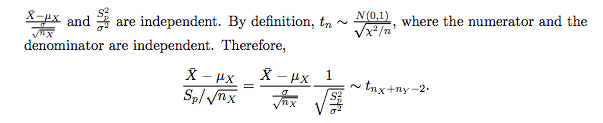 $\frac{\bar{X}-\mu_X}{\frac{\sigma}{\sqrt{n_X}}}$ and $\frac{S_p^2}{\sigma^2}$ are independent. By definition, $t_n \sim \frac{N(0,1)}{\sqrt{\chi^2/n}}$, where the numerator and the
denominator are independent. Therefore,
$\frac{\bar{X}-\mu_X}{S_p/\sqrt{n_X}} = \frac{\bar{X}-\mu_X}{\frac{\sigma}{\sqrt{n_X}}} \frac{1}{\sqrt{\frac{S_p^2}{\sigma^2}}} \sim t_{n_X+n_Y-2}.$